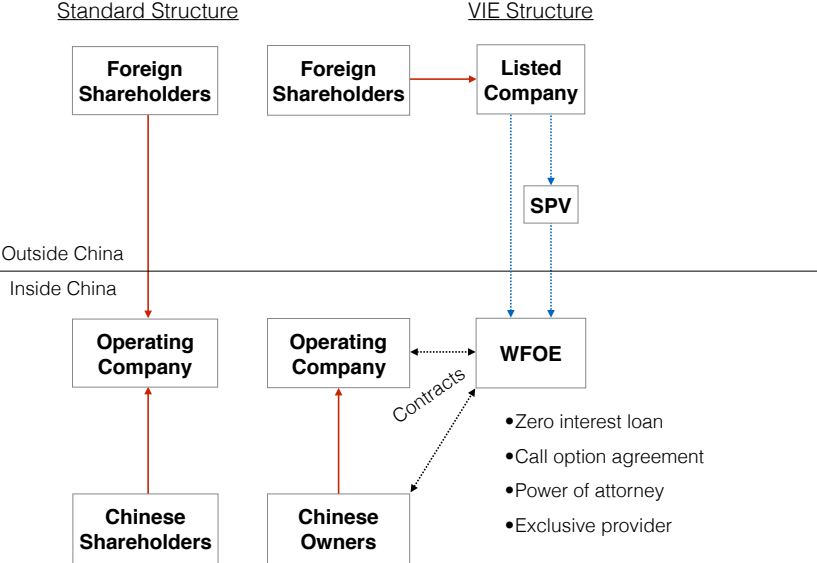 Standard Structure
VIE Structure
Foreign
Shareholders
Foreign
Shareholders
Listed
Company
SPV
Outside China
Inside China
Operating
Company
Operating
Company
WFOE
Contracts
•Zero interest loan
•Call option agreement
•Power of attorney
•Exclusive provider
Chinese
Shareholders
Chinese
Owners